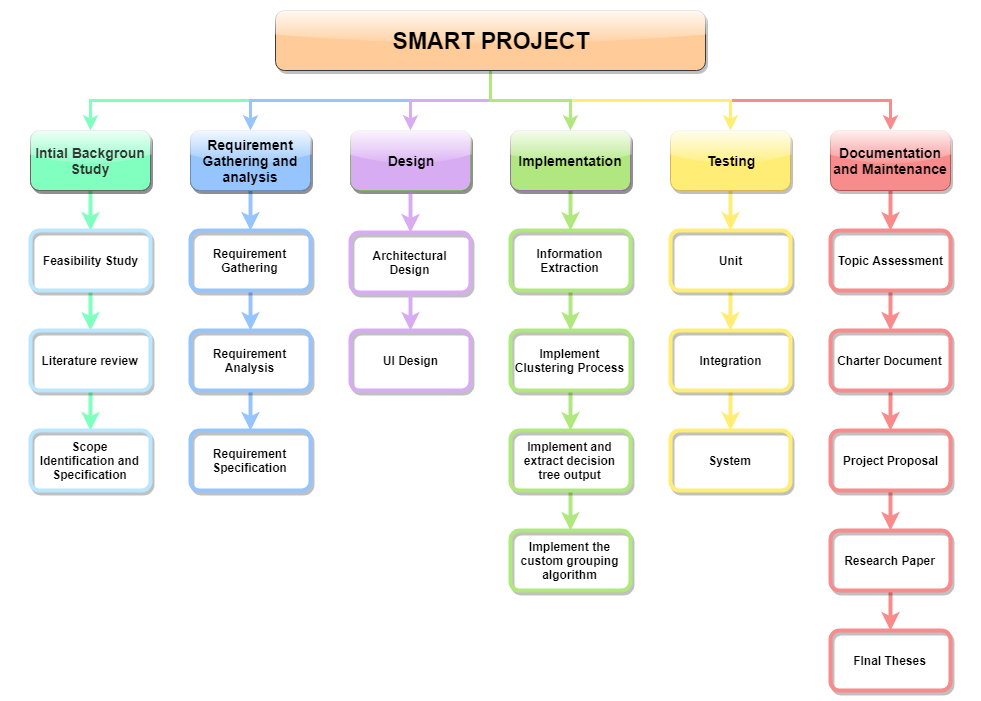 SMART PROJECT
Intial Backgroun
Study
Requirement
Gathering and
analysis
Design
Implementation
Testing
Documentation
and Maintenance
Feasibility Study
Requirement
Gathering
Architectural
Design
Information
Extraction
Unit
Topic Assessment
Literature review
Requirement
Analysis
UI Design
Implement
Clustering Process
Integration
Charter Document
Scope
Identification and
Specification
Requirement
Specification
Implement and
extract decision
tree output
System
Project Proposal
Implement the
custom grouping
algorithm
Research Paper
FInal Theses